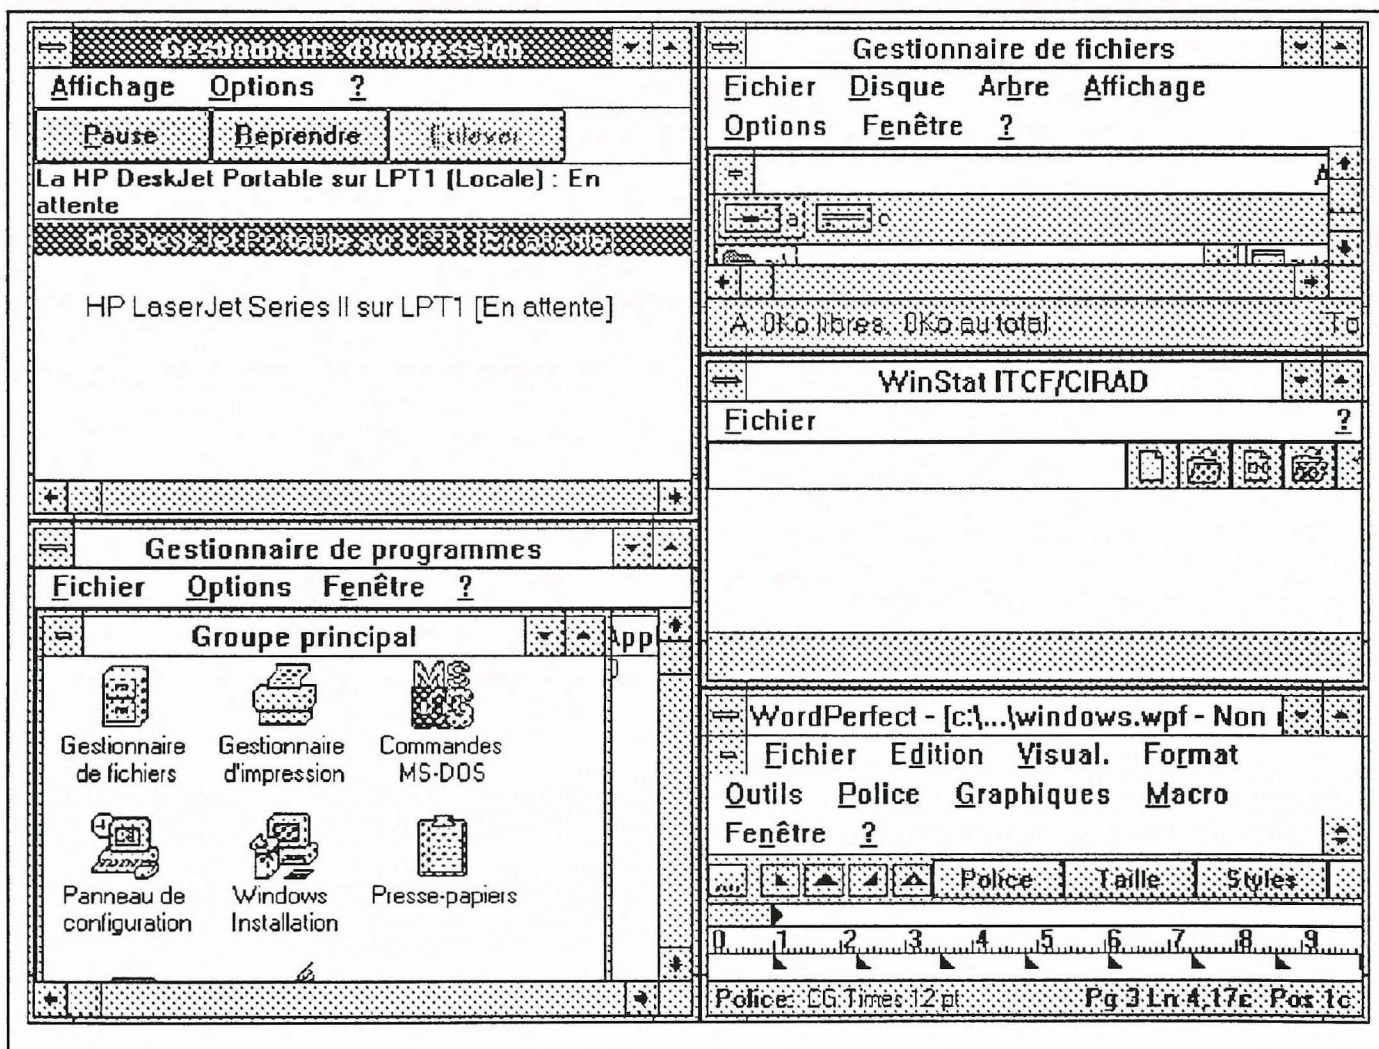 Gestionnaire d'impression
Affichage Options ?
Pause Reprendre Enlever
La HP DeskJet Portable sur LPT1 (Locale) : En
attente
HP DeskJet Portable sur LPT1 [En attente]
HP LaserJet Series II sur LPT1 [En attente]
Gestionnaire de programmes
Fichier Options Fenêtre ?
Groupe principal
App
Gestionnaire
de fichiers
Gestionnaire
d'impression
MS
DOS
Commandes
MS-DOS
Panneau de
configuration
Windows
Installation
Presse-papiers
Gestionnaire de fichiers
Fichier Disque Arbre Affichage
Options Fenêtre ?
A
a c
A: 0Ko libres, 0Ko au total To
WinStat ITCF/CIRAD
Fichier ?
WordPerfect - [c:\...\windows.wpf - Non
Fichier Edition Visual. Format
Outils Police Graphiques Macro
Fenêtre ?
Police Taille Styles
0 1 2 3 4 5 6 7 8 9
Police: CG Times 12 pt Pg 3 Ln 4,17c Pos 1c